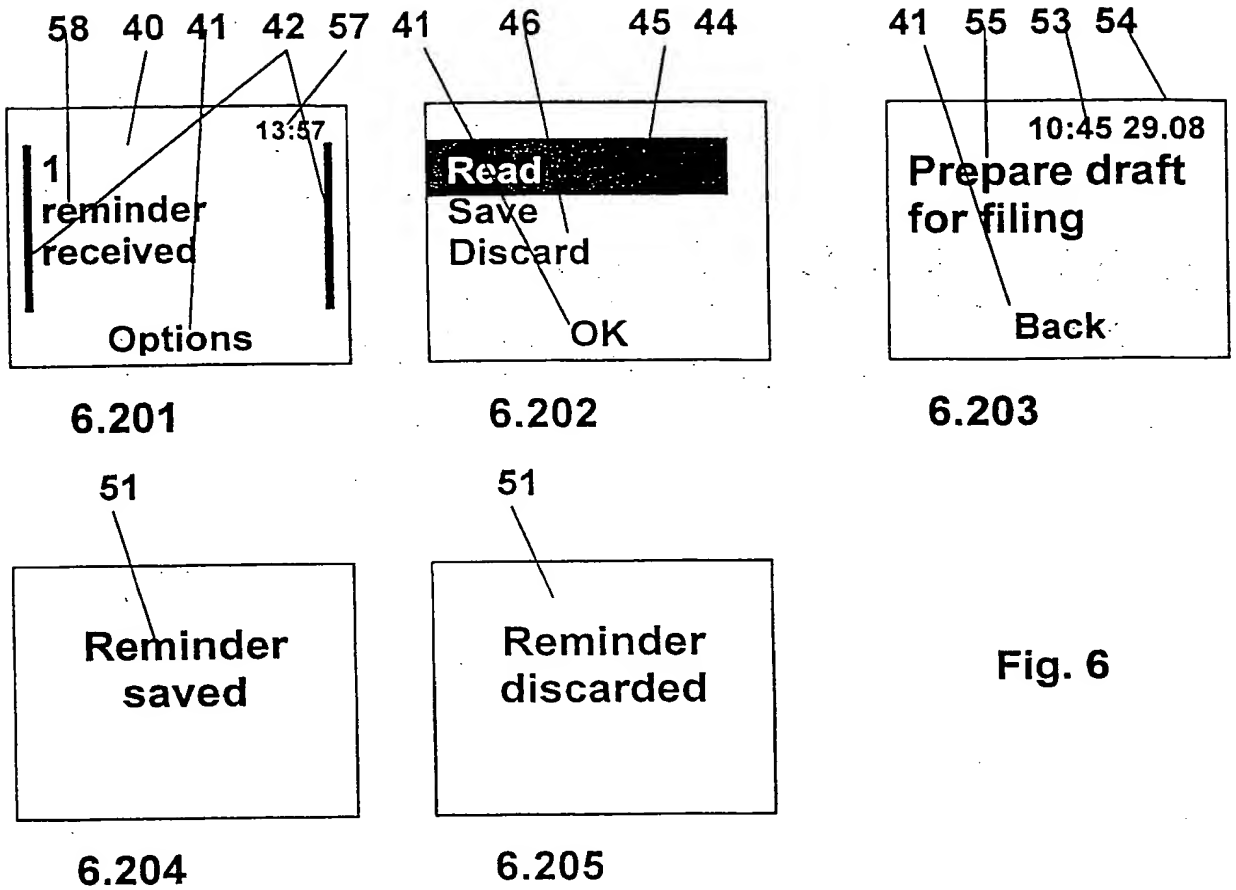 58 40 41 42 57 41 46 45 44 41 55 53 54
13:57
1
reminder
received
Options
Read
Save
Discard
OK
10:45 29.08
Prepare draft
for filing
Back
6.201 6.202 6.203
51 51
Reminder
saved
Reminder
discarded
Fig. 6
6.204 6.205